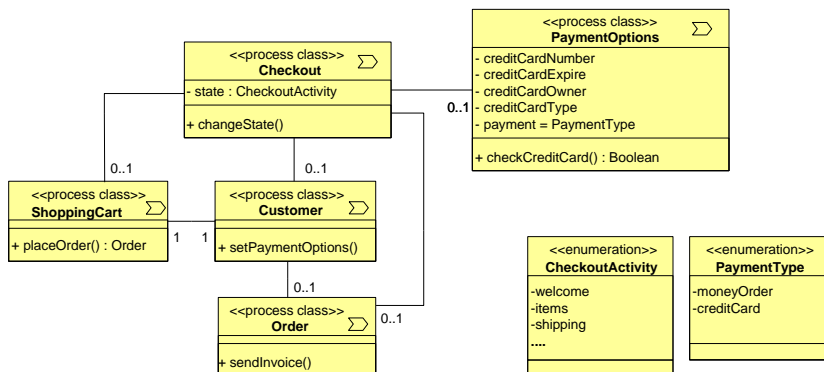 <<process class>>
Checkout
- state : CheckoutActivity
+ changeState()
<<process class>>
PaymentOptions
- creditCardNumber
- creditCardExpire
- creditCardOwner
- creditCardType
- payment = PaymentType
+ checkCreditCard() : Boolean
0..1
0..1
0..1
<<process class>>
ShoppingCart
+ placeOrder() : Order
1
1
<<process class>>
Customer
+ setPaymentOptions()
0..1
0..1
<<process class>>
Order
+ sendInvoice()
<<enumeration>>
CheckoutActivity
-welcome
-items
-shipping
....
<<enumeration>>
PaymentType
-moneyOrder
-creditCard